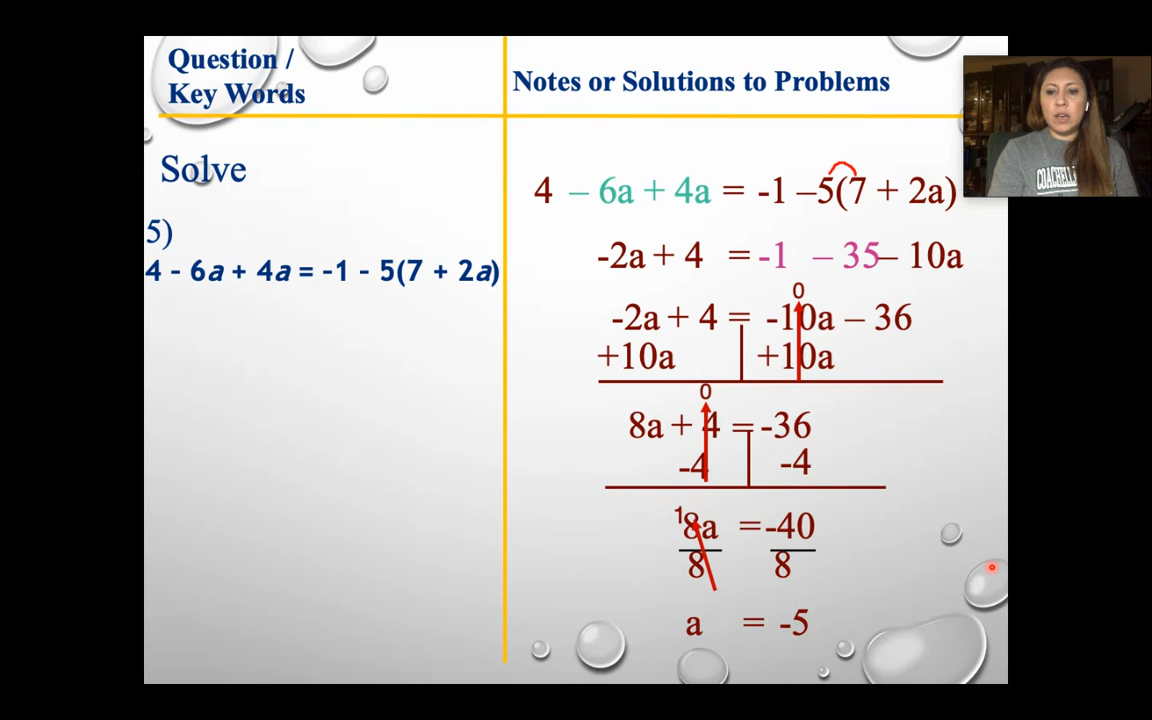 Question /
Key Words
Notes or Solutions to Problems
Solve
5)
4 - 6a + 4a = -1 - 5(7 + 2a)
4 – 6a + 4a = -1 –5(7 + 2a)
-2a + 4 = -1 – 35– 10a
0
-2a + 4 = -10a – 36
+10a +10a
0
8a + 4 = -36
-4 -4
1
8a = -40
8 8
a = -5
COACHELLA